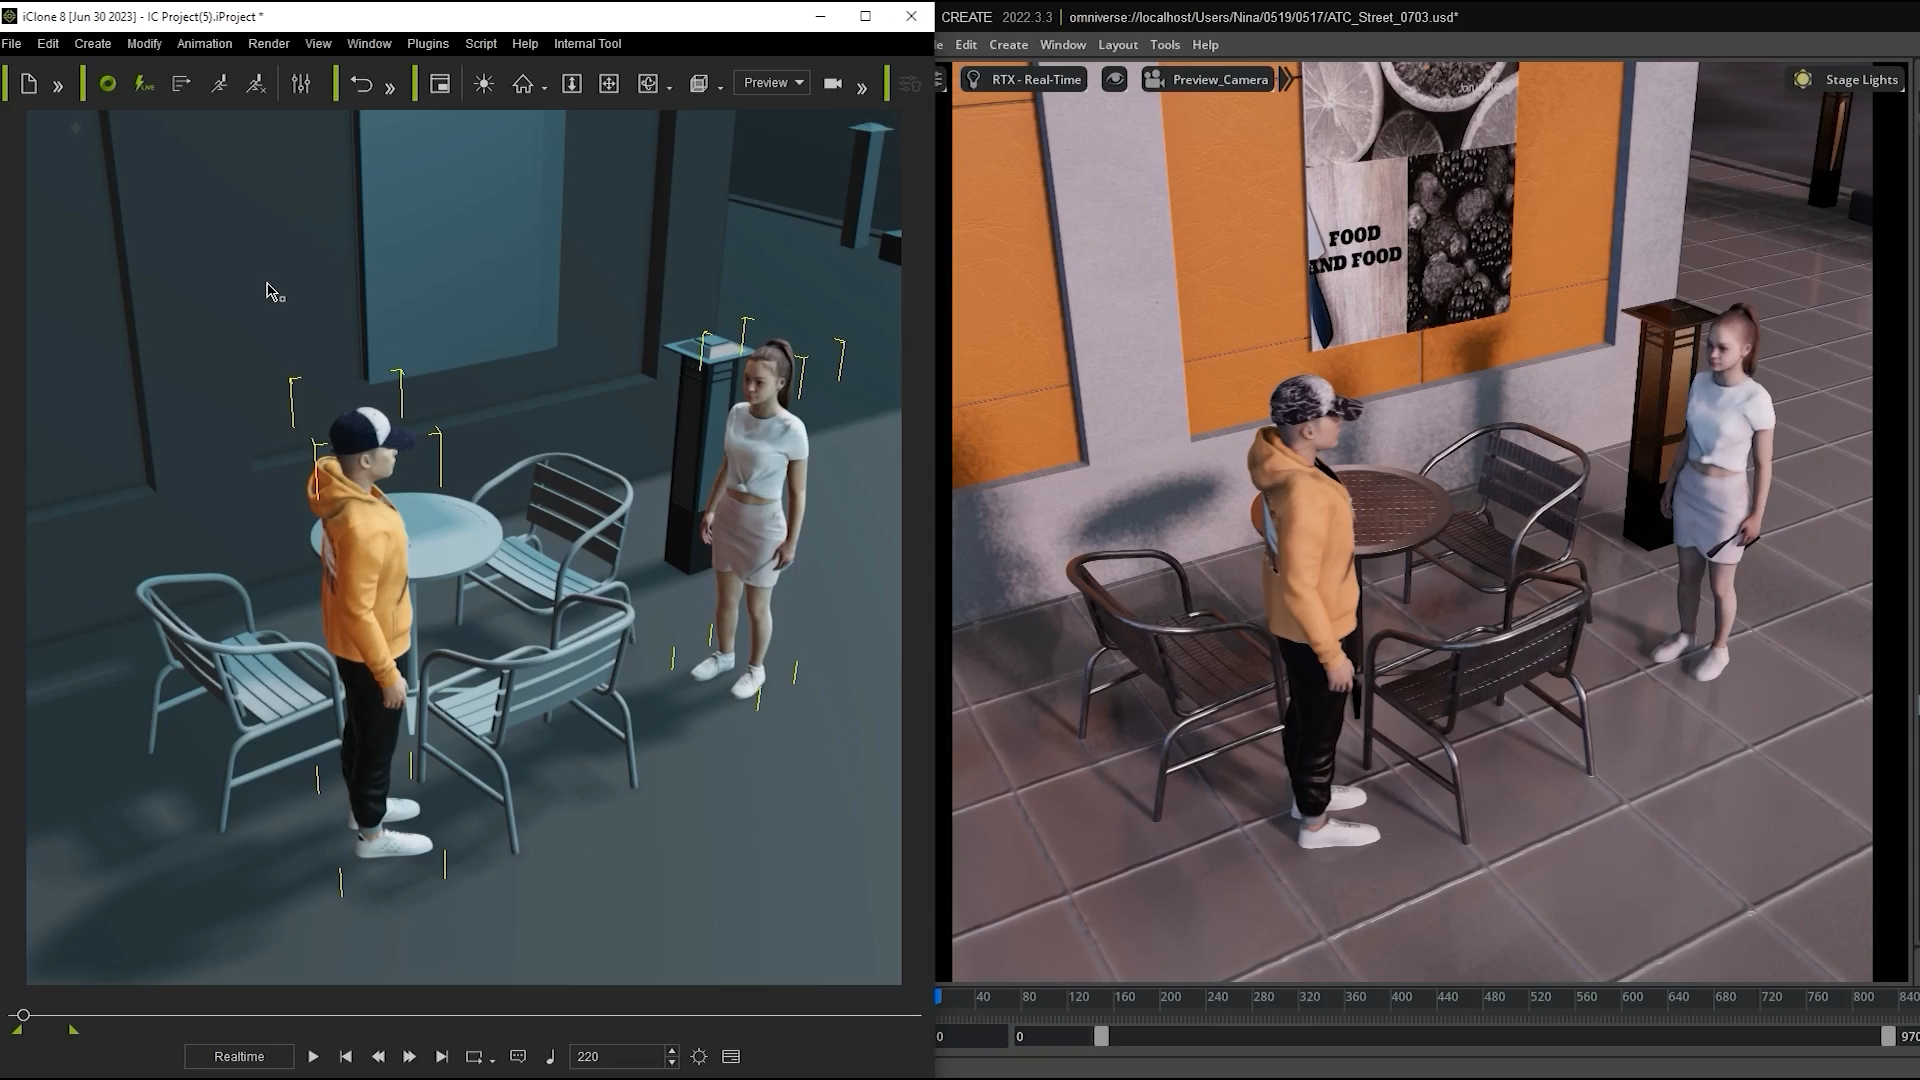 iClone 8 [Jun 30 2023] - IC Project(5).iProject *
File Edit Create Modify Animation Render View Window Plugins Script Help Internal Tool
LIVE
Preview
Realtime
220
CREATE 2022.3.3 | omniverse://localhost/Users/Nina/0519/0517/ATC_Street_0703.usd*
Edit Create Window Layout Tools Help
RTX - Real-Time
Preview_Camera
Stage Lights
FOOD
AND FOOD
40 80 120 160 200 240 280 320 360 400 440 480 520 560 600 640 680 720 760 800 840
0 0 970